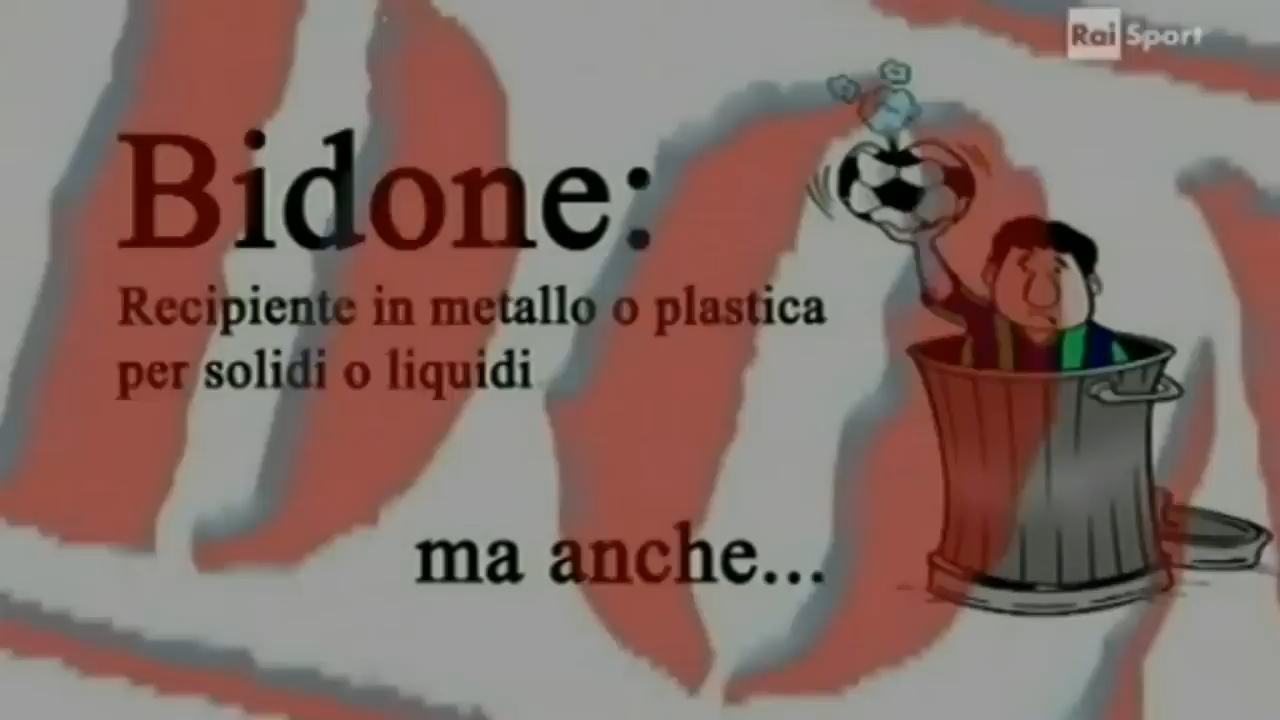 Rai Sport
Bidone:
Recipiente in metallo o plastica
per solidi o liquidi
ma anche...